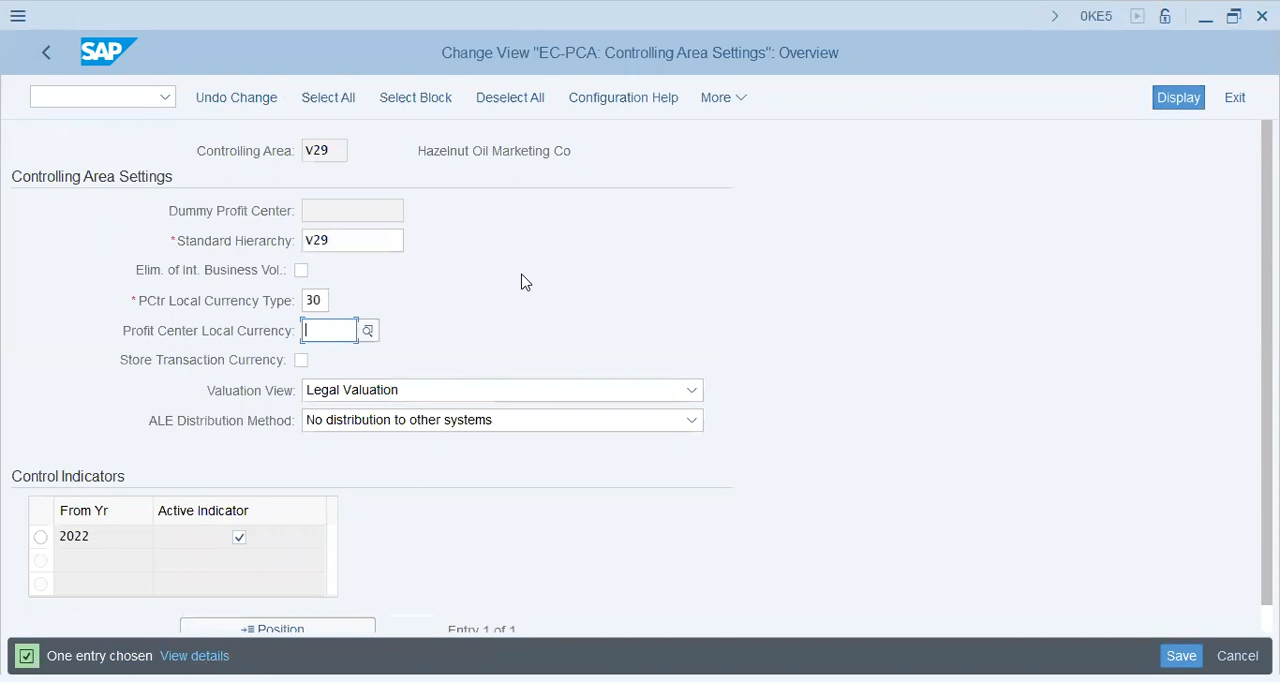 0KE5
SAP Change View "EC-PCA: Controlling Area Settings": Overview
Undo Change Select All Select Block Deselect All Configuration Help More Display Exit
Controlling Area: V29 Hazelnut Oil Marketing Co
Controlling Area Settings
Dummy Profit Center:
*Standard Hierarchy: V29
Elim. of Int. Business Vol.:
* PCtr Local Currency Type: 30
Profit Center Local Currency:
Store Transaction Currency:
Valuation View: Legal Valuation
ALE Distribution Method: No distribution to other systems
Control Indicators
From Yr Active Indicator
2022
Position Entry 1 of 1
One entry chosen View details Save Cancel